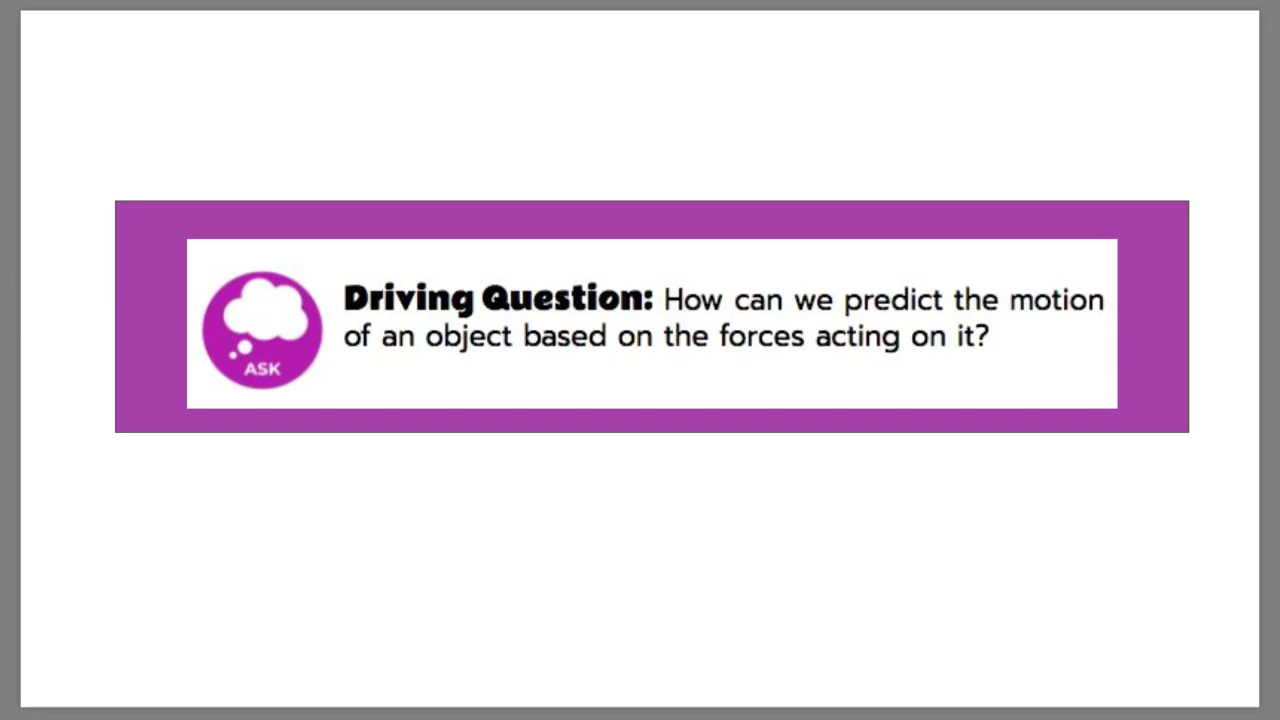 Driving Question: How can we predict the motion
of an object based on the forces acting on it?
ASK